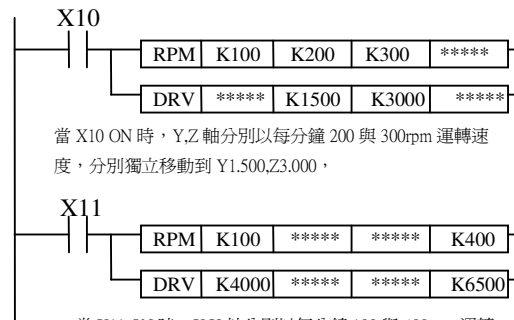 X10
RPM K100 K200 K300 *****
DRV ***** K1500 K3000 *****
當 X10 ON 時，Y,Z 軸分別以每分鐘 200 與 300rpm 運轉速
度，分別獨立移動到 Y1.500,Z3.000，
X11
RPM K100 ***** ***** K400
DRV K4000 ***** ***** K6500